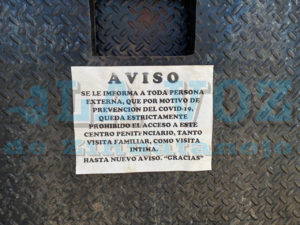 AVISO
SE LE IMFORMA A TODA PERSONA
EXTERNA, QUE POR MOTIVO DE
PREVENCION DEL COVID-19,
QUEDA ESTRICTAMENTE
PROHIBIDO EL ACCESO A ESTE
CENTRO PENITENCIARIO, TANTO
VISITA FAMILIAR, COMO VISITA
INTIMA.
HASTA NUEVO AVISO. "GRACIAS"